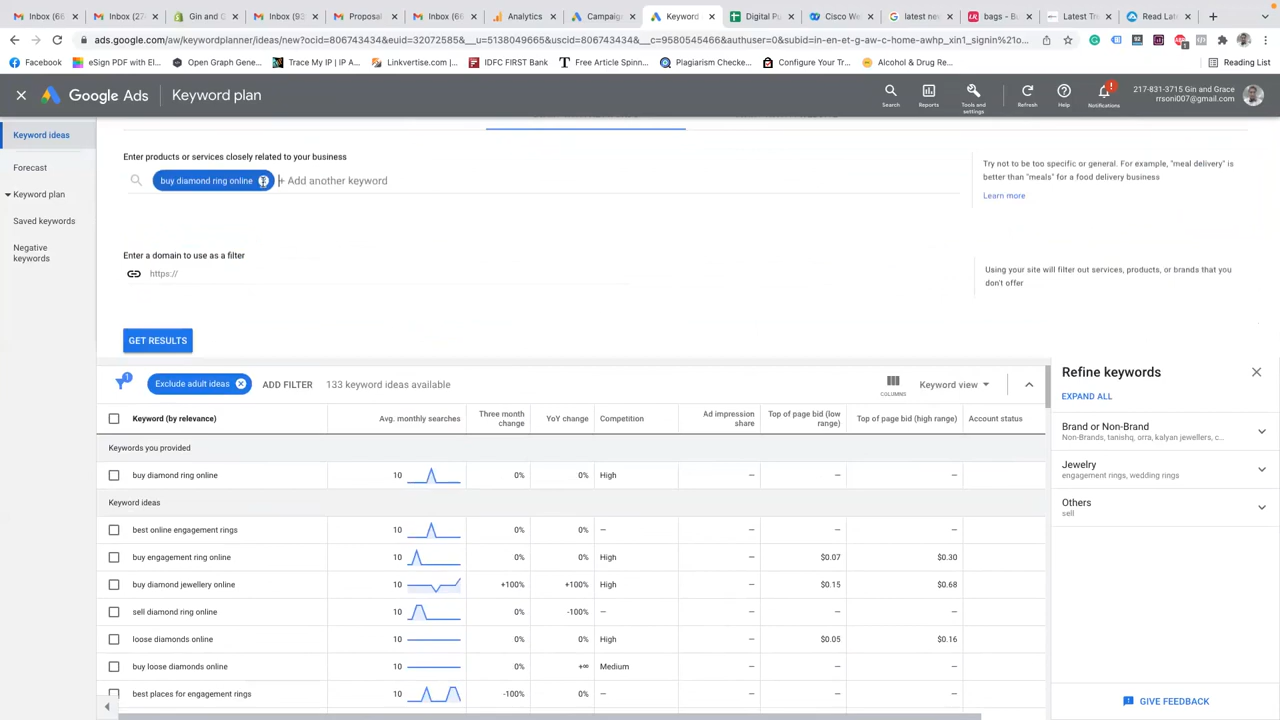 Inbox (66
Inbox (274
Gin and G
Inbox (93
Proposal
Inbox (68
Analytics
Campaign
Keyword
Digital Pu
Cisco We
latest nev
bags - Bu
Latest Tre
Read Late
ads.google.com/aw/keywordplanner/ideas/new?ocid=806743434&euid=32072585&__u=5138049665&uscid=806743434&__c=9580545466&authuser=0&subid=in-en-et-g-aw-c-home-awhp_xin1_signin%21o...
Facebook
eSign PDF with El...
Open Graph Gene...
Trace My IP | IP A...
Linkvertise.com |...
IDFC FIRST Bank
Free Article Spinn...
Plagiarism Checke...
Configure Your Tr...
Alcohol & Drug Re...
Reading List
Google Ads
Keyword plan
Search
Reports
Tools and settings
Refresh
Help
Notifications
217-831-3715 Gin and Grace
rrsoni007@gmail.com
Keyword ideas
Forecast
Keyword plan
Saved keywords
Negative
keywords
Enter products or services closely related to your business
buy diamond ring online
+ Add another keyword
Try not to be too specific or general. For example, "meal delivery" is
better than "meals" for a food delivery business
Learn more
Enter a domain to use as a filter
https://
Using your site will filter out services, products, or brands that you
don't offer
GET RESULTS
Exclude adult ideas
ADD FILTER
133 keyword ideas available
COLUMNS
Keyword view
Refine keywords
EXPAND ALL
Brand or Non-Brand
Non-Brands, tanishq, orra, kalyan jewellers, c...
Jewelry
engagement rings, wedding rings
Others
sell
Keyword (by relevance) Avg. monthly searches Three month change YoY change Competition Ad impression share Top of page bid (low range) Top of page bid (high range) Account status
Keywords you provided
buy diamond ring online 10 0% 0% High — — —
Keyword ideas
best online engagement rings 10 0% 0% — — — —
buy engagement ring online 10 0% 0% High — $0.07 $0.30
buy diamond jewellery online 10 +100% +100% High — $0.15 $0.68
sell diamond ring online 10 0% -100% — — — —
loose diamonds online 10 0% 0% High — $0.05 $0.16
buy loose diamonds online 10 0% +∞ Medium — — —
best places for engagement rings 10 -100% 0% — — — —
GIVE FEEDBACK